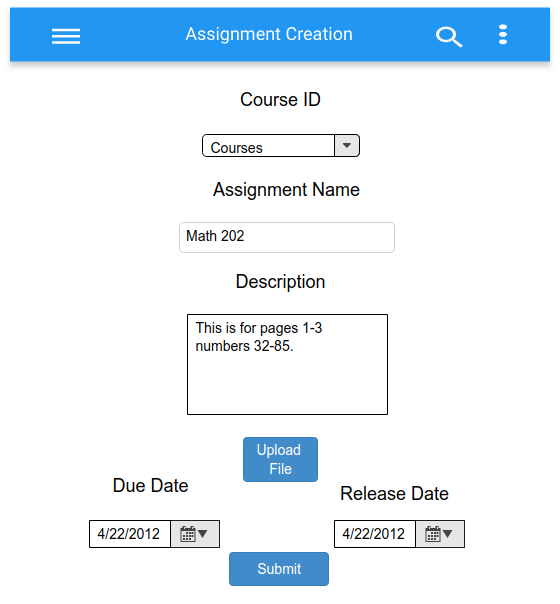 Assignment Creation
Course ID
Courses
Assignment Name
Math 202
Description
This is for pages 1-3
numbers 32-85.
Upload
File
Due Date
Release Date
4/22/2012
4/22/2012
Submit